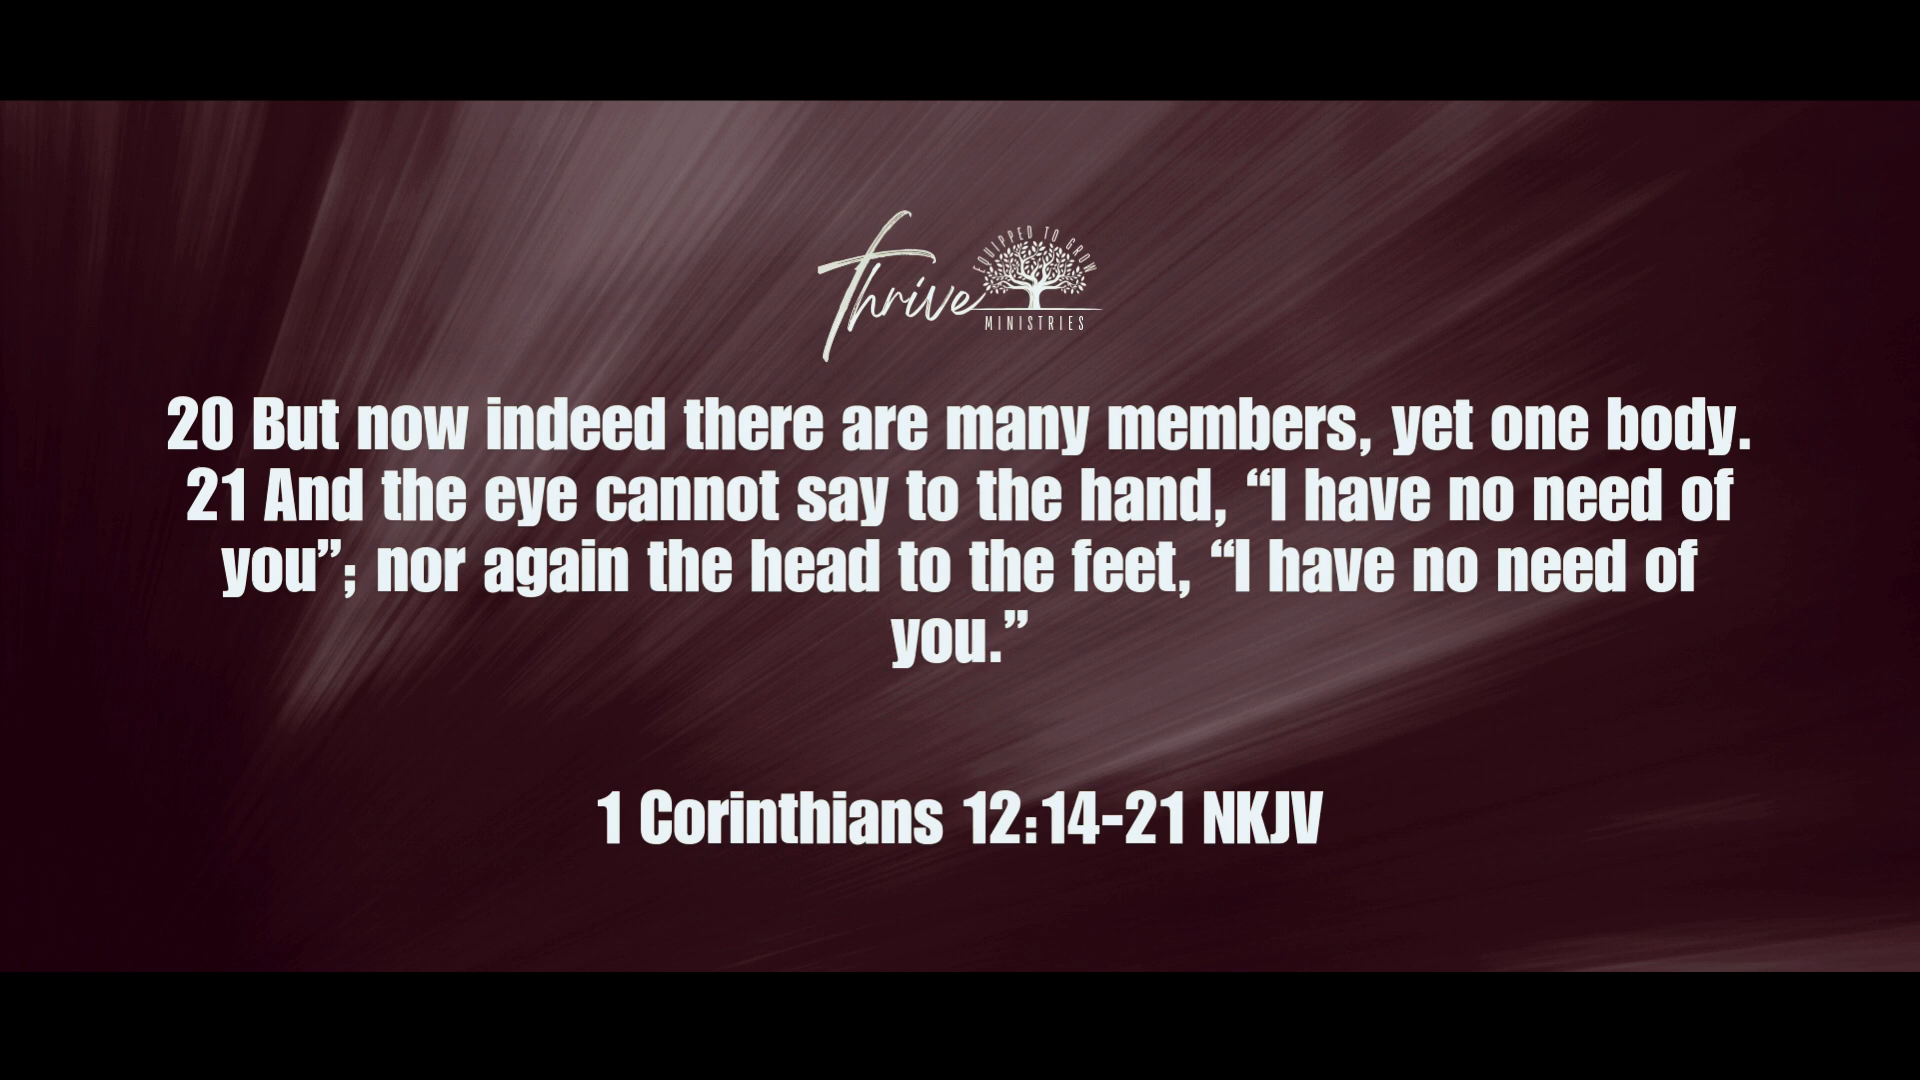 Thrive
EQUIPPED TO GROW
MINISTRIES
20 But now indeed there are many members, yet one body.
21 And the eye cannot say to the hand, “I have no need of
you”; nor again the head to the feet, “I have no need of
you.”
1 Corinthians 12:14-21 NKJV